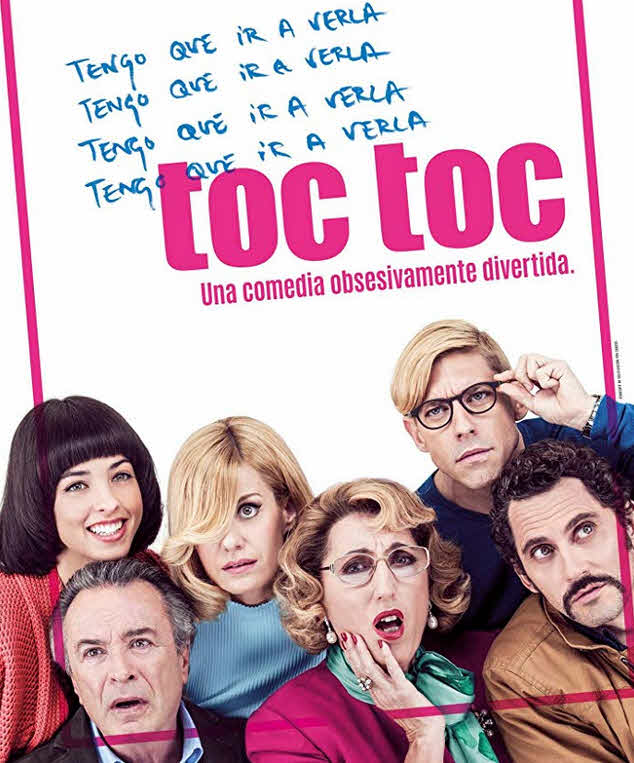 TENGO QUE iR A VERLA
TENGO QUE iR A VERLA
TENGO QUE iR A VERLA
TENGO QUE iR A VERLA
toc toc
Una comedia obsesivamente divertida.